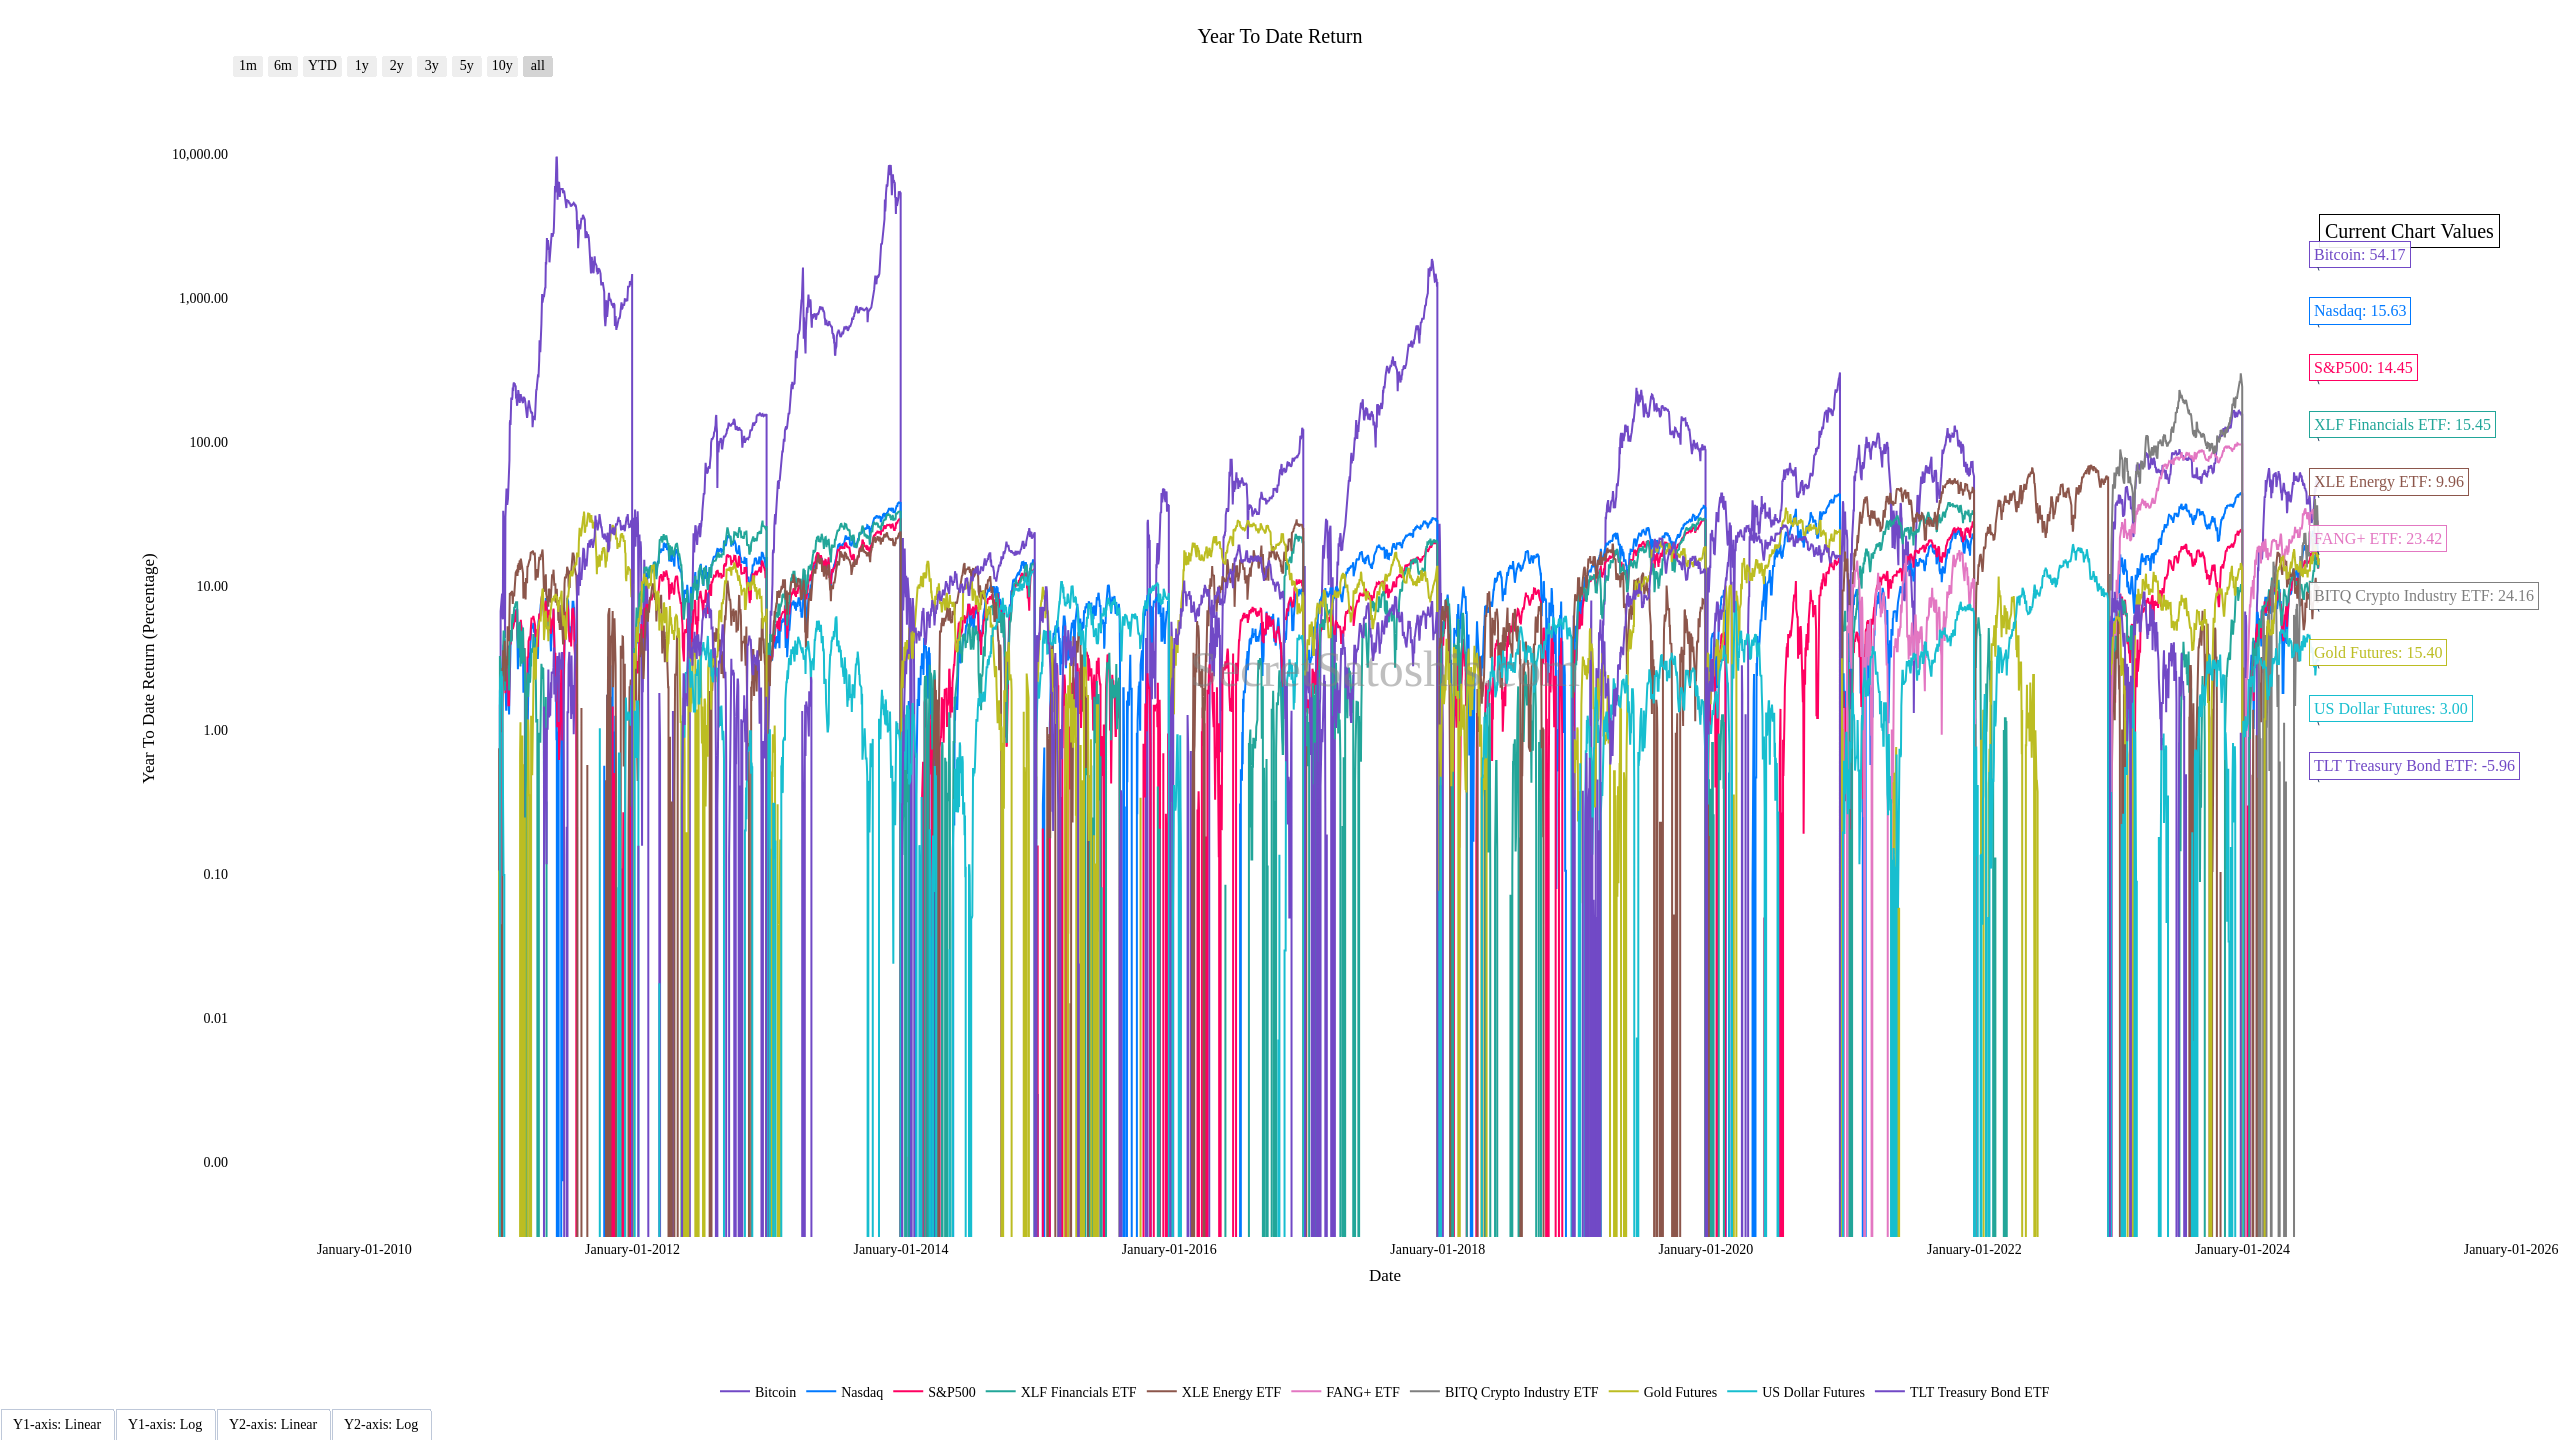 Year To Date Return
1m 6m YTD 1y 2y 3y 5y 10y all
10,000.00
1,000.00
100.00
10.00
1.00
0.10
0.01
0.00
Year To Date Return (Percentage)
Current Chart Values
Bitcoin: 54.17
Nasdaq: 15.63
S&P500: 14.45
XLF Financials ETF: 15.45
XLE Energy ETF: 9.96
FANG+ ETF: 23.42
BITQ Crypto Industry ETF: 24.16
Gold Futures: 15.40
US Dollar Futures: 3.00
TLT Treasury Bond ETF: -5.96
January-01-2010 January-01-2012 January-01-2014 January-01-2016 January-01-2018 January-01-2020 January-01-2022 January-01-2024 January-01-2026
Date
Bitcoin Nasdaq S&P500 XLF Financials ETF XLE Energy ETF FANG+ ETF BITQ Crypto Industry ETF Gold Futures US Dollar Futures TLT Treasury Bond ETF
Y1-axis: Linear Y1-axis: Log Y2-axis: Linear Y2-axis: Log